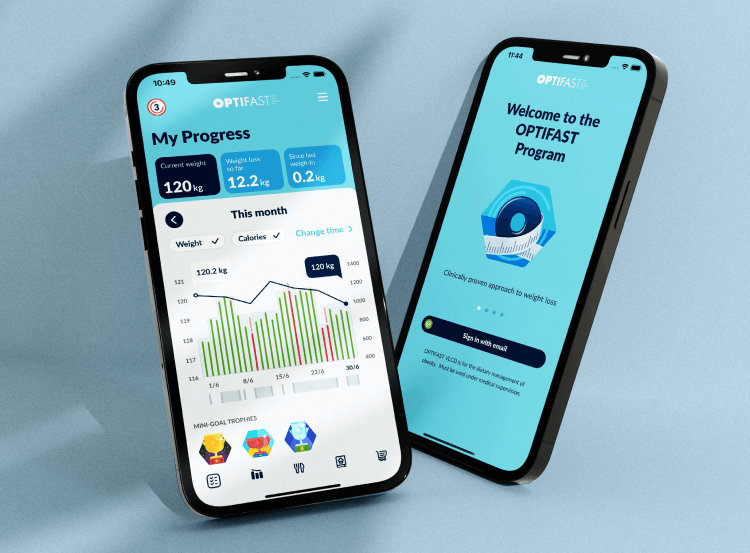 10:49
3
OPTIFAST
My Progress
Current weight
120 kg
Weight loss
so far
12.2 kg
Since last
weigh-in
0.2 kg
This month
Weight
Calories
Change time
120.2 kg
120 kg
121
120
119
118
117
116
1400
1200
1000
800
600
400
1/6
8/6
15/6
22/6
30/6
MINI-GOAL TROPHIES
11:44
OPTIFAST
Welcome to the
OPTIFAST
Program
Clinically proven approach to weight loss
Sign in with email
OPTIFAST VLCD is for the dietary management of
obesity. Must be used under medical supervision.